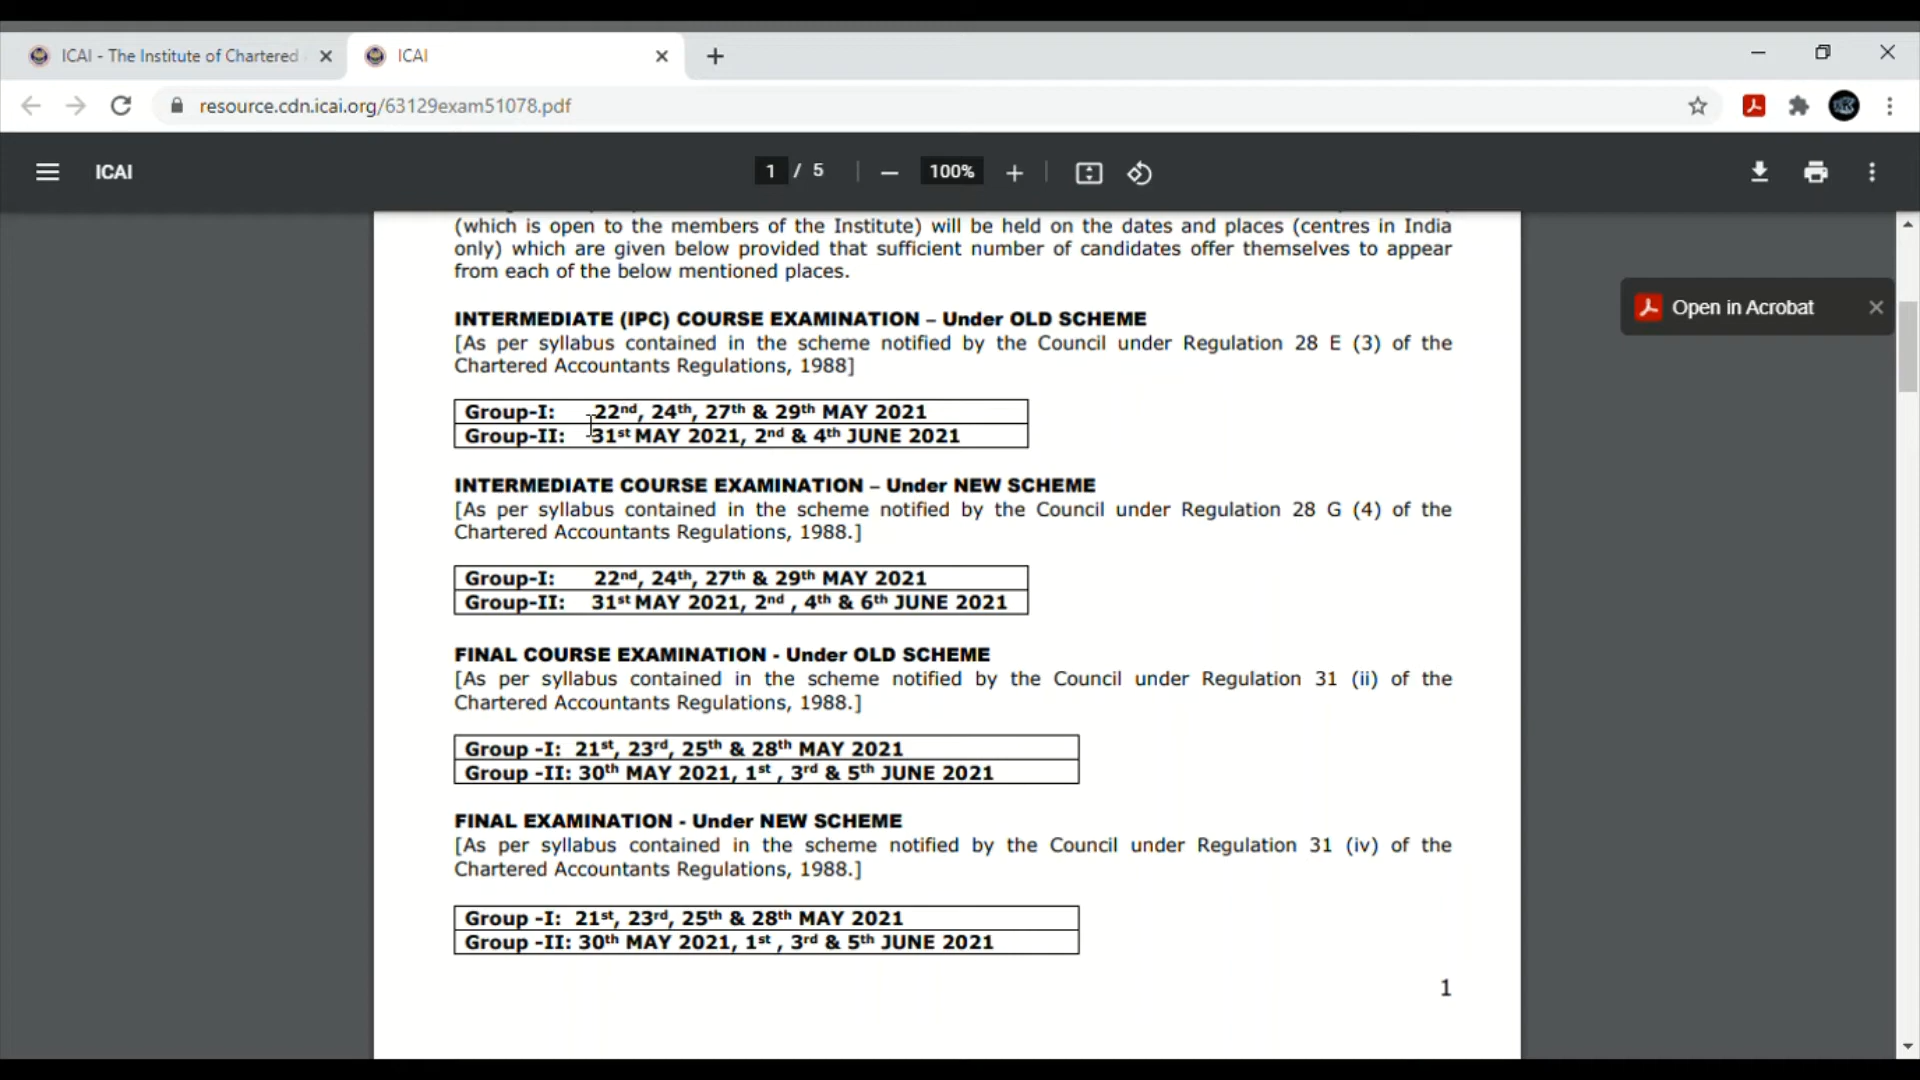 ICAI - The Institute of Chartered
ICAI
resource.cdn.icai.org/63129exam51078.pdf
ICAI
1 / 5
100%
(which is open to the members of the Institute) will be held on the dates and places (centres in India
only) which are given below provided that sufficient number of candidates offer themselves to appear
from each of the below mentioned places.
Open in Acrobat
INTERMEDIATE (IPC) COURSE EXAMINATION – Under OLD SCHEME
[As per syllabus contained in the scheme notified by the Council under Regulation 28 E (3) of the
Chartered Accountants Regulations, 1988]
Group-I: 22nd, 24th, 27th & 29th MAY 2021
Group-II: 31st MAY 2021, 2nd & 4th JUNE 2021
INTERMEDIATE COURSE EXAMINATION – Under NEW SCHEME
[As per syllabus contained in the scheme notified by the Council under Regulation 28 G (4) of the
Chartered Accountants Regulations, 1988.]
Group-I: 22nd, 24th, 27th & 29th MAY 2021
Group-II: 31st MAY 2021, 2nd , 4th & 6th JUNE 2021
FINAL COURSE EXAMINATION - Under OLD SCHEME
[As per syllabus contained in the scheme notified by the Council under Regulation 31 (ii) of the
Chartered Accountants Regulations, 1988.]
Group -I: 21st, 23rd, 25th & 28th MAY 2021
Group -II: 30th MAY 2021, 1st , 3rd & 5th JUNE 2021
FINAL EXAMINATION - Under NEW SCHEME
[As per syllabus contained in the scheme notified by the Council under Regulation 31 (iv) of the
Chartered Accountants Regulations, 1988.]
Group -I: 21st, 23rd, 25th & 28th MAY 2021
Group -II: 30th MAY 2021, 1st , 3rd & 5th JUNE 2021
1